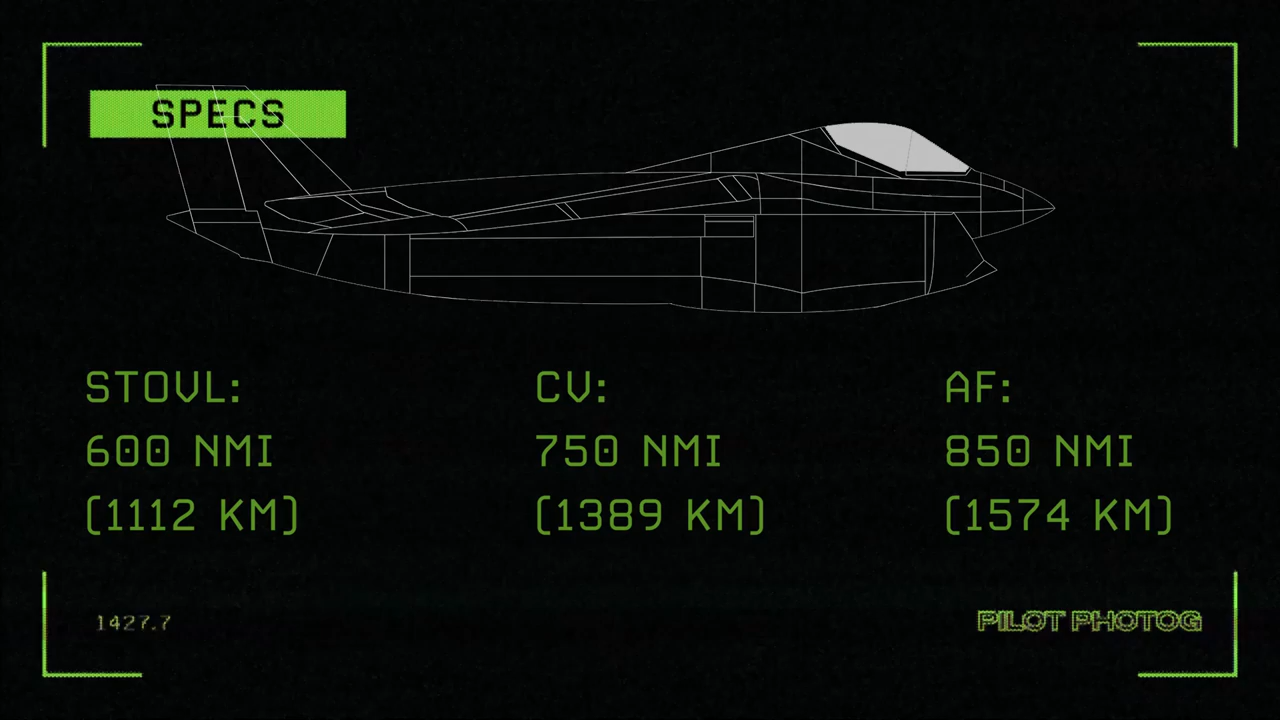 SPECS
STOVL:
600 NMI
(1112 KM)
CV:
750 NMI
(1389 KM)
AF:
850 NMI
(1574 KM)
1427.7
PILOT PHOTOG